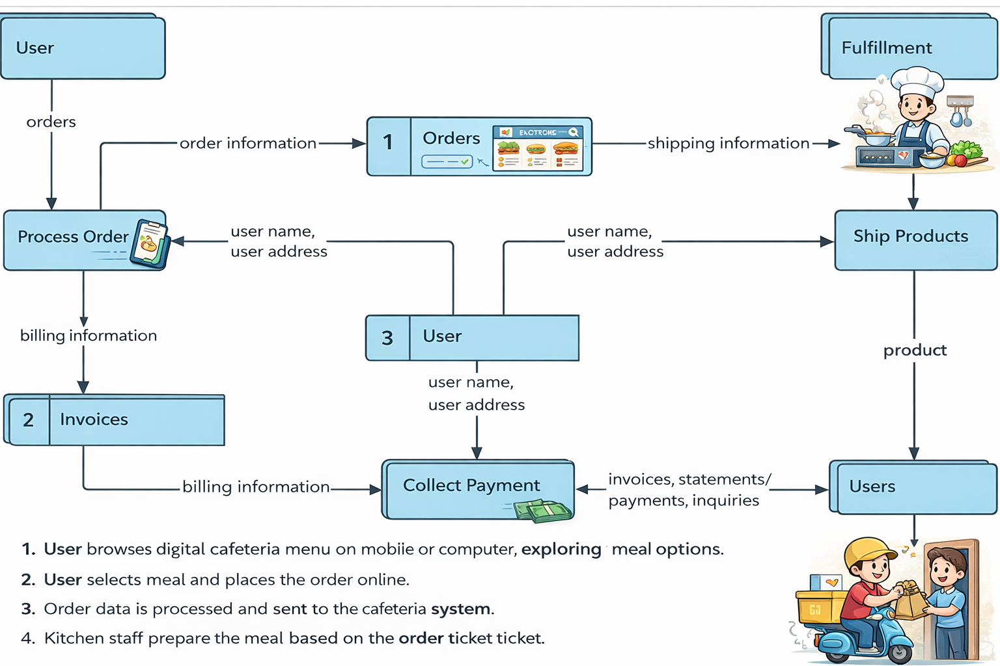 User
Fulfillment
orders
order information
1
Orders
EACTROMS
shipping information
Process Order
user name,
user address
user name,
user address
Ship Products
billing information
3
User
product
user name,
user address
2
Invoices
billing information
Collect Payment
invoices, statements/
payments, inquiries
Users
1. User browses digital cafeteria menu on mobiie or computer, exploring meal options.
2. User selects meal and places the order online.
3. Order data is processed and sent to the cafeteria system.
4. Kitchen staff prepare the meal based on the order ticket ticket.